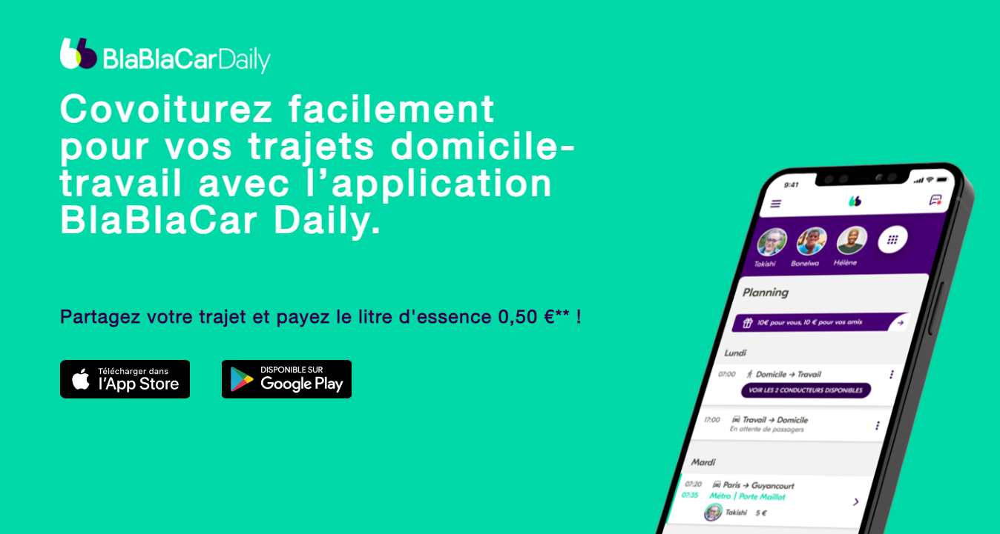 BlaBlaCarDaily
Covoiturez facilement
pour vos trajets domicile-
travail avec l’application
BlaBlaCar Daily.
Partagez votre trajet et payez le litre d'essence 0,50 €** !
Télécharger dans
l'App Store
DISPONIBLE SUR
Google Play
9:41
Takishi
Bonelwa
Hélène
Planning
10€ pour vous, 10 € pour vos amis
Lundi
07:00 Domicile → Travail
VOIR LES 2 CONDUCTEURS DISPONIBLES
17:00 Travail → Domicile
En attente de passagers
Mardi
07:20 Paris → Guyancourt
07:35 Métro | Porte Maillot
Takishi 5 €